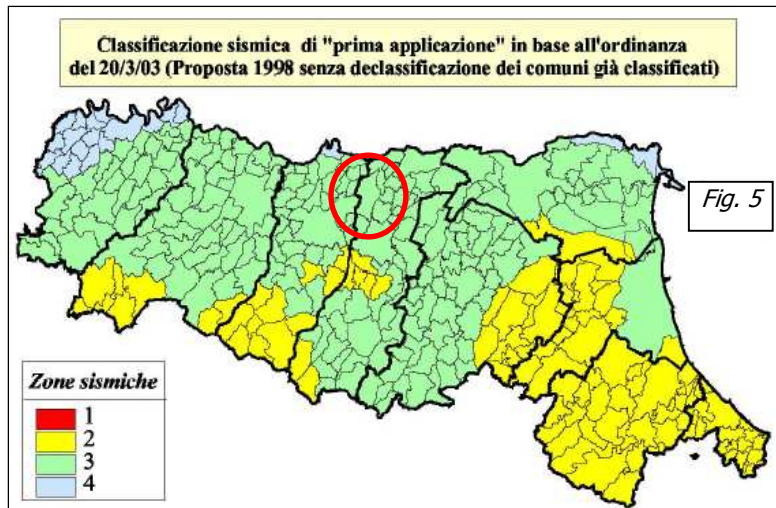 Classificazione sismica di "prima applicazione" in base all'ordinanza
del 20/3/03 (Proposta 1998 senza declassificazione dei comuni già classificati)
Fig. 5
Zone sismiche
1
2
3
4